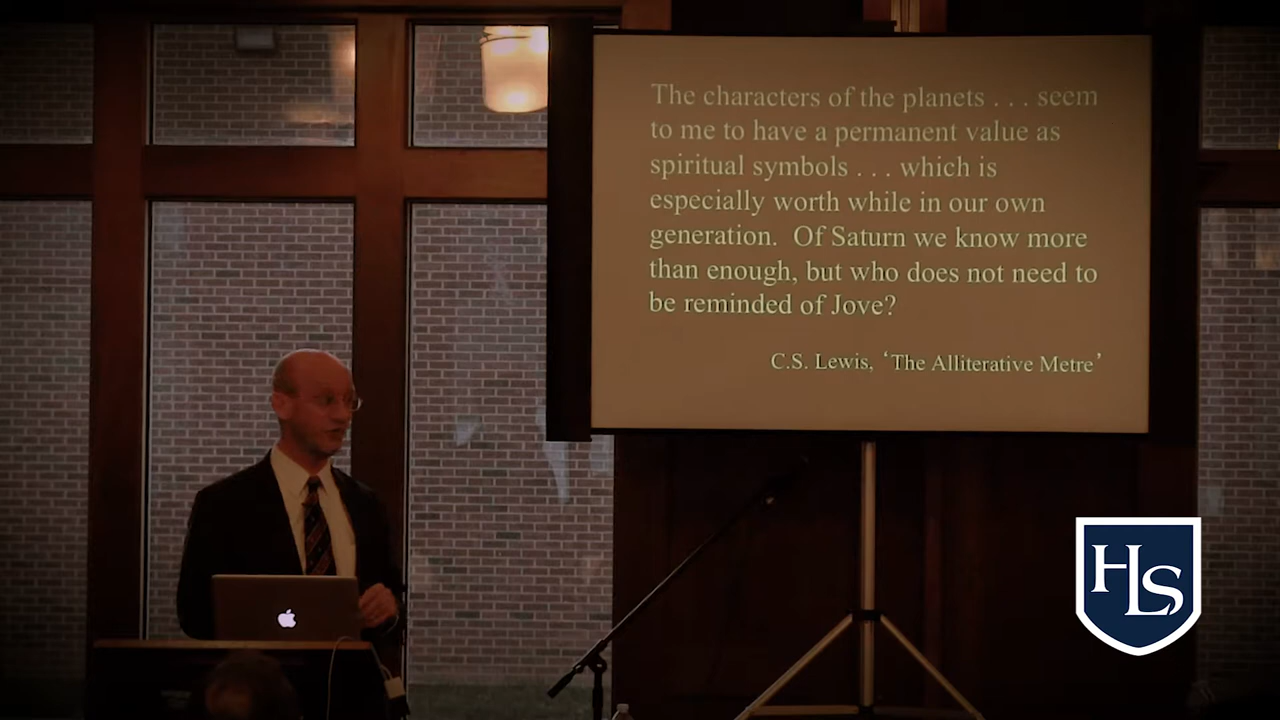 The characters of the planets . . . seem
to me to have a permanent value as
spiritual symbols . . . which is
especially worth while in our own
generation.  Of Saturn we know more
than enough, but who does not need to
be reminded of Jove?
C.S. Lewis, ‘The Alliterative Metre’
HLS